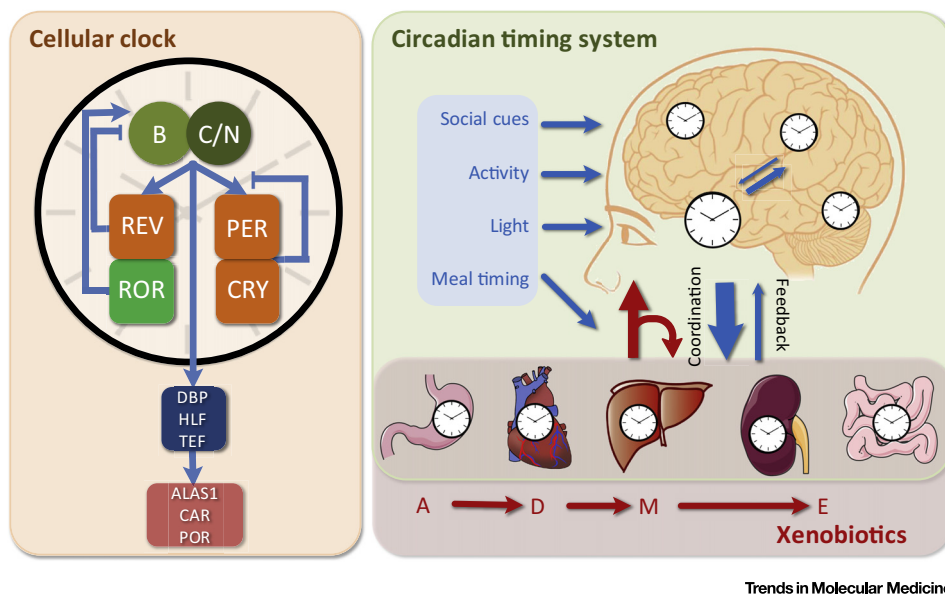 Cellular clock
B
C/N
REV
PER
ROR
CRY
DBP
HLF
TEF
ALAS1
CAR
POR
Circadian timing system
Social cues
Activity
Light
Meal timing
Coordination
Feedback
A
D
M
E
Xenobiotics
Trends in Molecular Medicine